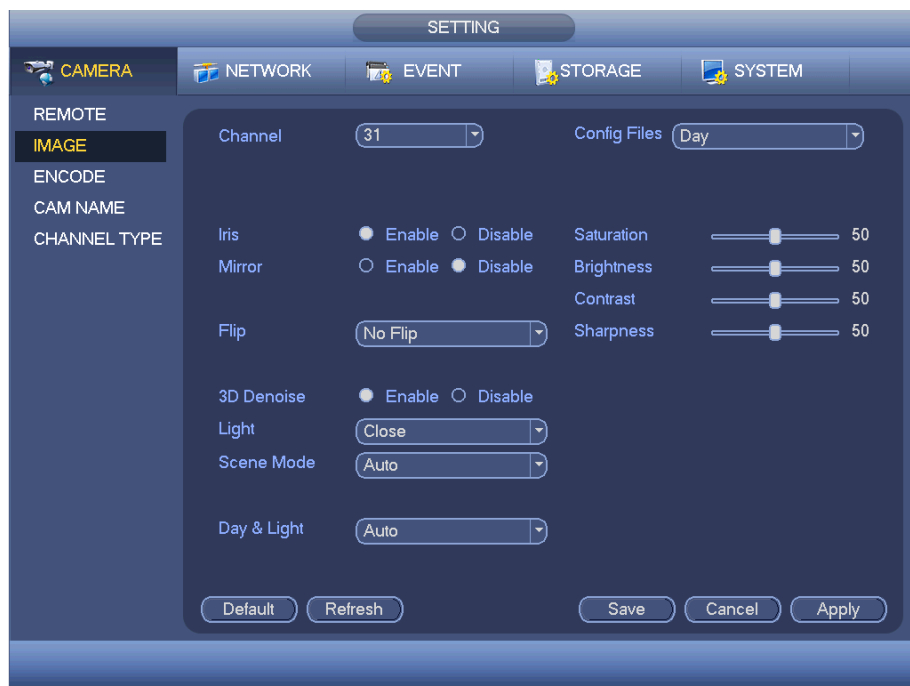 SETTING
CAMERA NETWORK EVENT STORAGE SYSTEM
REMOTE
IMAGE
ENCODE
CAM NAME
CHANNEL TYPE
Channel 31 Config Files Day
Iris Enable Disable Saturation 50
Mirror Enable Disable Brightness 50
Contrast 50
Flip No Flip Sharpness 50
3D Denoise Enable Disable
Light Close
Scene Mode Auto
Day & Light Auto
Default Refresh Save Cancel Apply